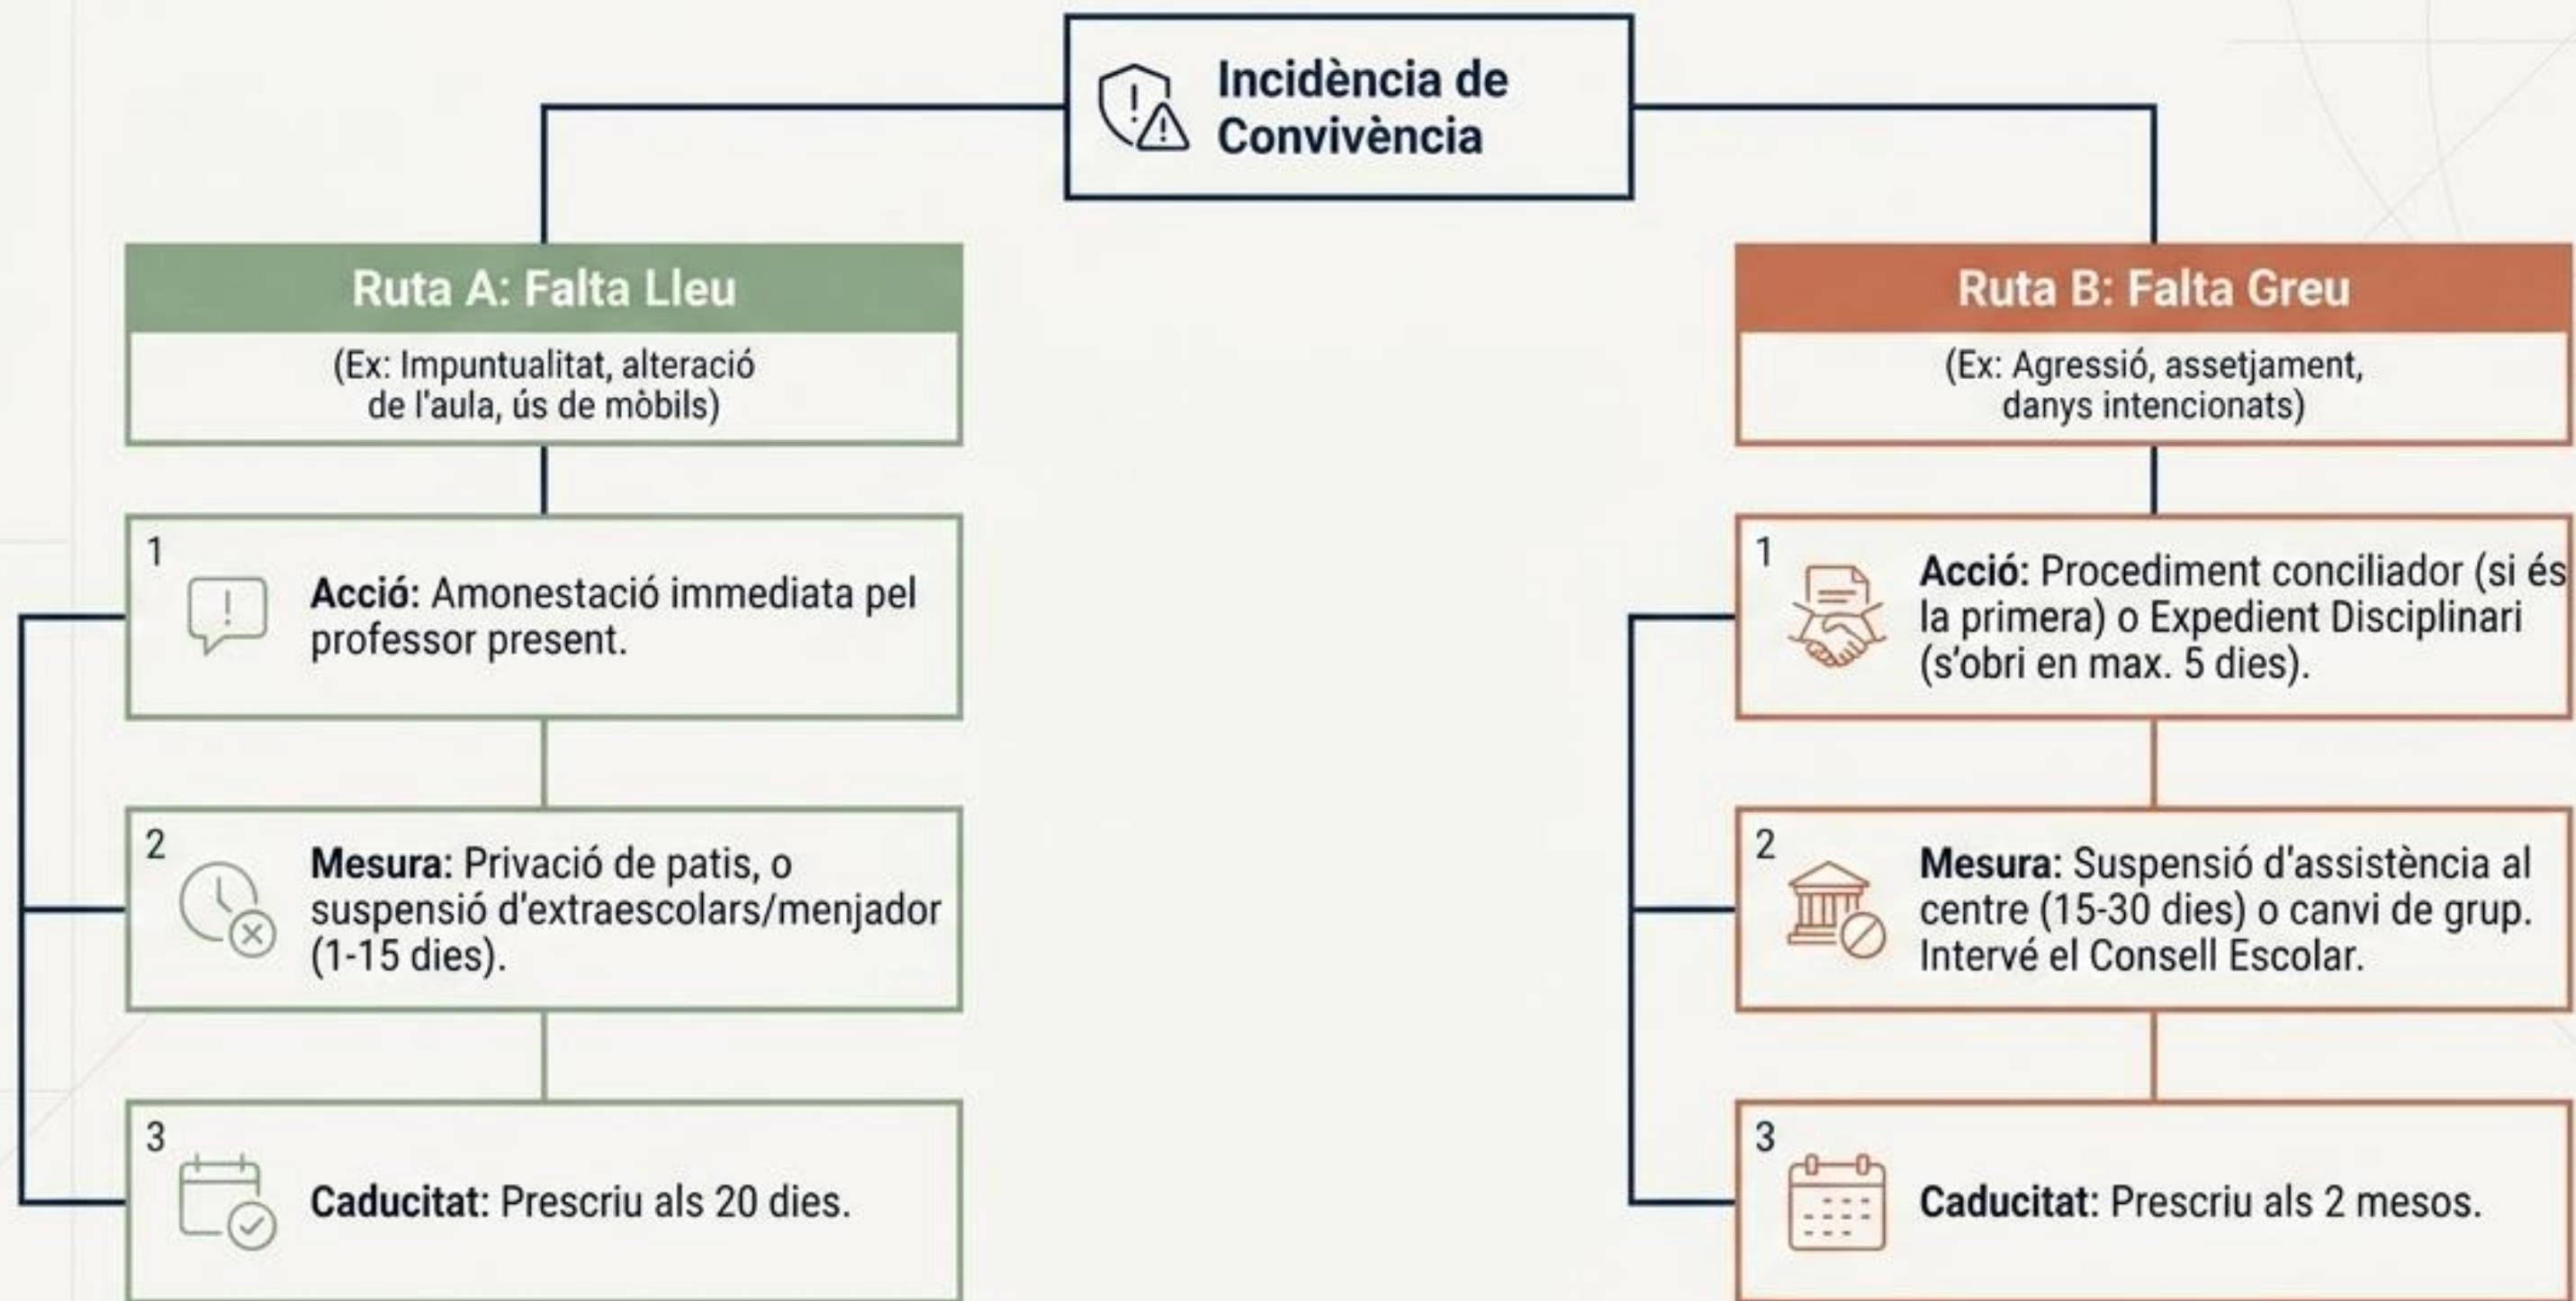 Incidència de
Convivència
Ruta A: Falta Lleu
(Ex: Impuntualitat, alteració
de l'aula, ús de mòbils)
1
Acció: Amonestació immediata pel
professor present.
2
Mesura: Privació de patis, o
suspensió d'extraescolars/menjador
(1-15 dies).
3
Caducitat: Prescriu als 20 dies.
Ruta B: Falta Greu
(Ex: Agressió, assetjament,
danys intencionats)
1
Acció: Procediment conciliador (si és
la primera) o Expedient Disciplinari
(s'obri en max. 5 dies).
2
Mesura: Suspensió d'assistència al
centre (15-30 dies) o canvi de grup.
Intervé el Consell Escolar.
3
Caducitat: Prescriu als 2 mesos.